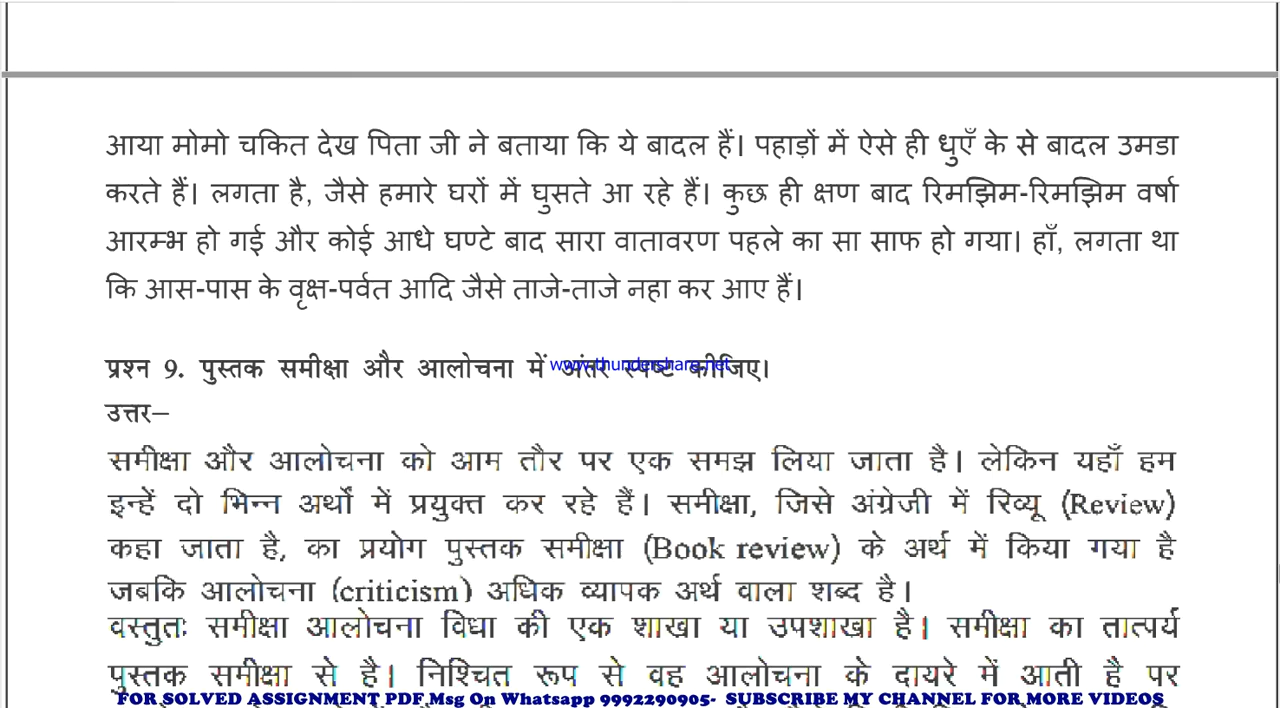 आया मोमो चकित देख पिता जी ने बताया कि ये बादल हैं। पहाड़ों में ऐसे ही धुएँ के से बादल उमडा
करते हैं। लगता है, जैसे हमारे घरों में घुसते आ रहे हैं। कुछ ही क्षण बाद रिमझिम-रिमझिम वर्षा
आरम्भ हो गई और कोई आधे घण्टे बाद सारा वातावरण पहले का सा साफ हो गया। हाँ, लगता था
कि आस-पास के वृक्ष-पर्वत आदि जैसे ताजे-ताजे नहा कर आए हैं।
प्रश्न 9. पुस्तक समीक्षा और आलोचना में अंतर स्पष्ट कीजिए।
www.thundershare.net
उत्तर–
समीक्षा और आलोचना को आम तौर पर एक समझ लिया जाता है। लेकिन यहाँ हम
इन्हें दो भिन्न अर्थों में प्रयुक्त कर रहे हैं। समीक्षा, जिसे अंग्रेजी में रिव्यू (Review)
कहा जाता है, का प्रयोग पुस्तक समीक्षा (Book review) के अर्थ में किया गया है
जबकि आलोचना (criticism) अधिक व्यापक अर्थ वाला शब्द है।
वस्तुतः समीक्षा आलोचना विधा की एक शाखा या उपशाखा है। समीक्षा का तात्पर्य
पुस्तक समीक्षा से है। निश्चित रूप से वह आलोचना के दायरे में आती है पर
FOR SOLVED ASSIGNMENT PDF Msg On Whatsapp 9992290905- SUBSCRIBE MY CHANNEL FOR MORE VIDEOS